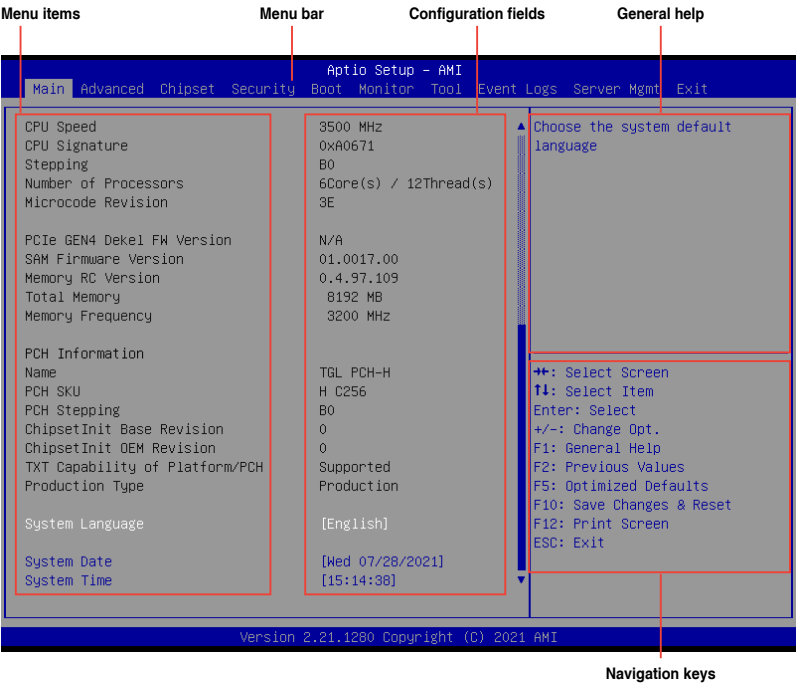 Menu items Menu bar Configuration fields General help
Aptio Setup – AMI
Main Advanced Chipset Security Boot Monitor Tool Event Logs Server Mgmt Exit
CPU Speed 3500 MHz
CPU Signature 0xA0671
Stepping B0
Number of Processors 6Core(s) / 12Thread(s)
Microcode Revision 3E
PCIe GEN4 Dekel FW Version N/A
SAM Firmware Version 01.0017.00
Memory RC Version 0.4.97.109
Total Memory 8192 MB
Memory Frequency 3200 MHz
PCH Information
Name TGL PCH-H
PCH SKU H C256
PCH Stepping B0
ChipsetInit Base Revision 0
ChipsetInit OEM Revision 0
TXT Capability of Platform/PCH Supported
Production Type Production
System Language [English]
System Date [Wed 07/28/2021]
System Time [15:14:38]
Choose the system default
language
→←: Select Screen
↑↓: Select Item
Enter: Select
+/-: Change Opt.
F1: General Help
F2: Previous Values
F5: Optimized Defaults
F10: Save Changes & Reset
F12: Print Screen
ESC: Exit
Version 2.21.1280 Copyright (C) 2021 AMI
Navigation keys